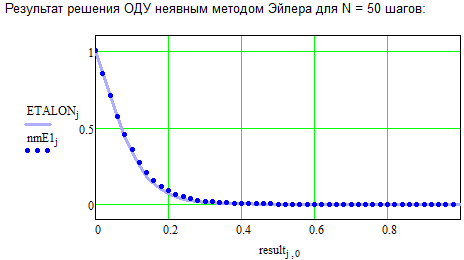 Результат решения ОДУ неявным методом Эйлера для N = 50 шагов:
1
ETALONj
0.5
nmE1j
0
0 0.2 0.4 0.6 0.8
resultj , 0